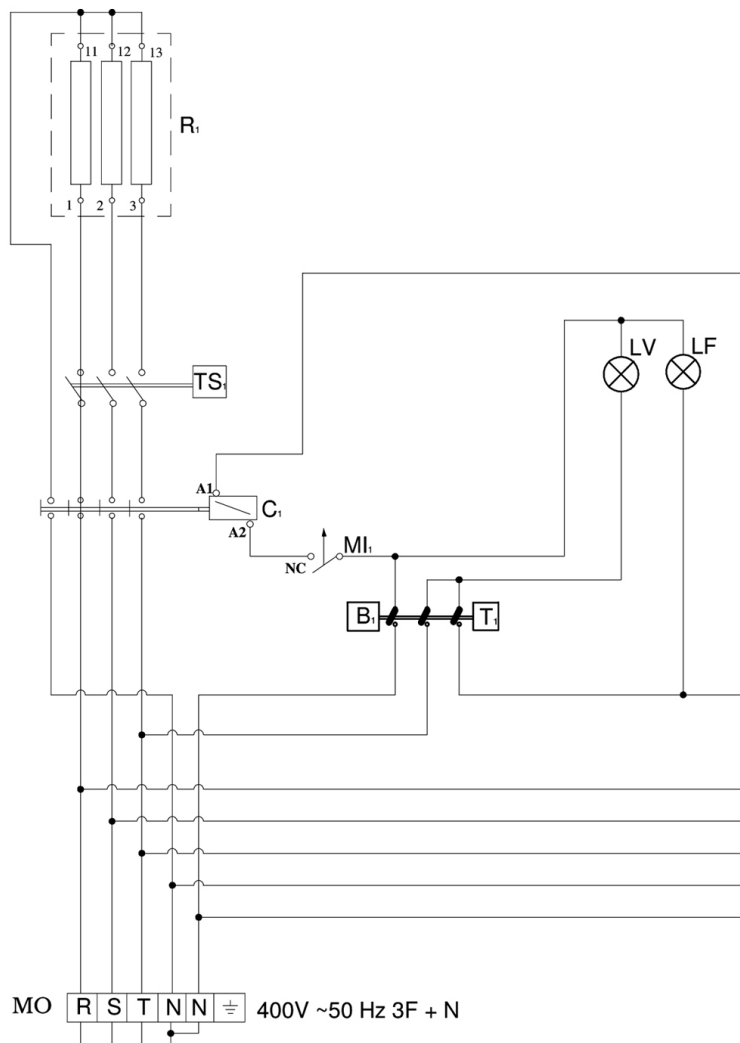 11 12 13
R1
1 2 3
LV LF
TS1
A1
C1
A2
MI1
NC
B1 T1
MO R S T N N 400V ~50 Hz 3F + N